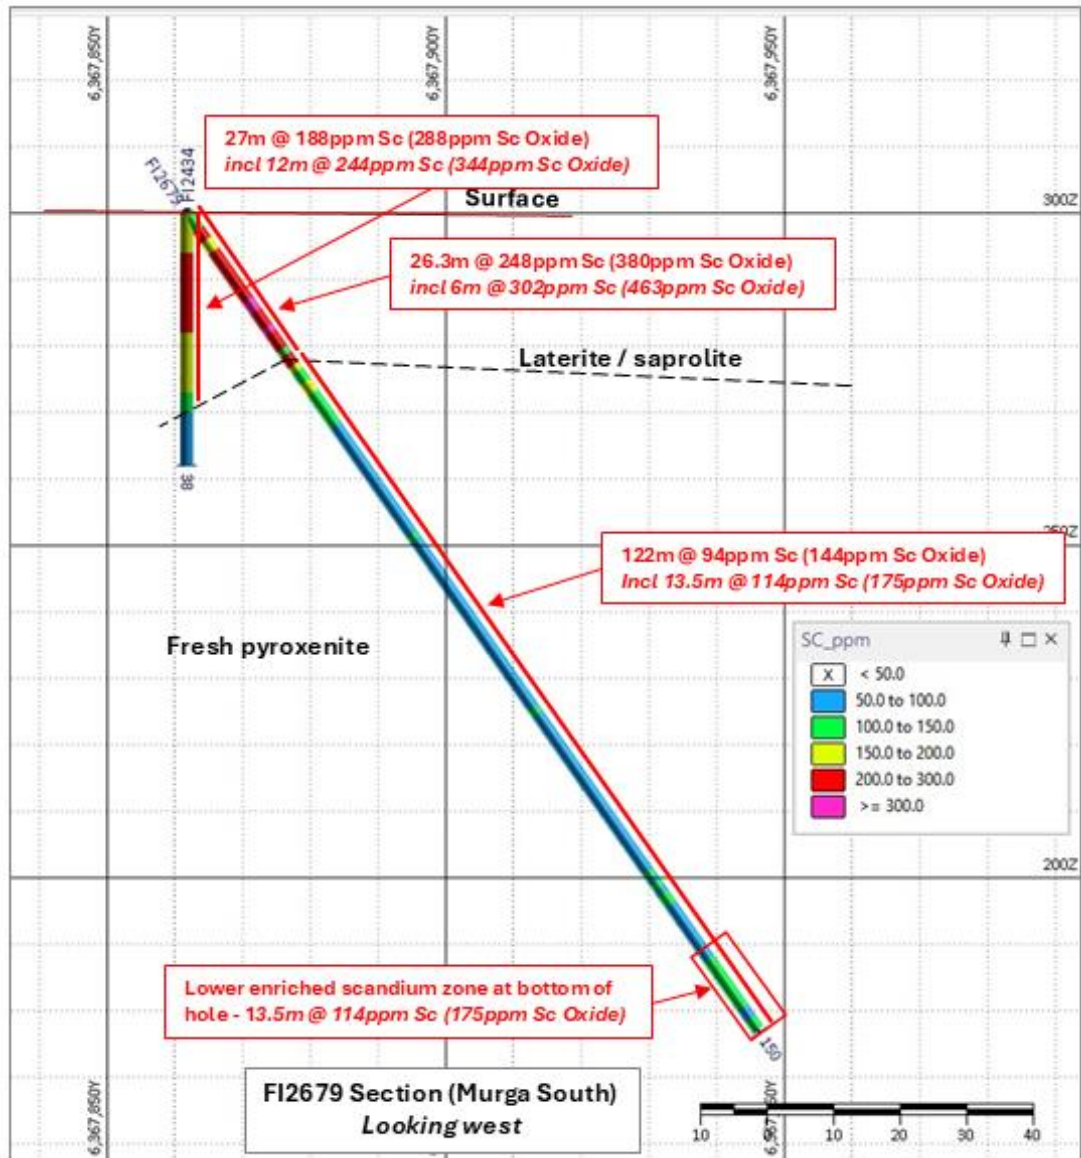 6,367,850Y
6,367,900Y
6,367,950Y
27m @ 188ppm Sc (288ppm Sc Oxide)
incl 12m @ 244ppm Sc (344ppm Sc Oxide)
FI2679
FI2434
Surface
300Z
26.3m @ 248ppm Sc (380ppm Sc Oxide)
incl 6m @ 302ppm Sc (463ppm Sc Oxide)
Laterite / saprolite
38
122m @ 94ppm Sc (144ppm Sc Oxide)
Incl 13.5m @ 114ppm Sc (175ppm Sc Oxide)
Fresh pyroxenite
SC_ppm
X < 50.0
50.0 to 100.0
100.0 to 150.0
150.0 to 200.0
200.0 to 300.0
>= 300.0
200Z
Lower enriched scandium zone at bottom of
hole - 13.5m @ 114ppm Sc (175ppm Sc Oxide)
150
FI2679 Section (Murga South)
Looking west
6,367,850Y
10 10 20 30 40